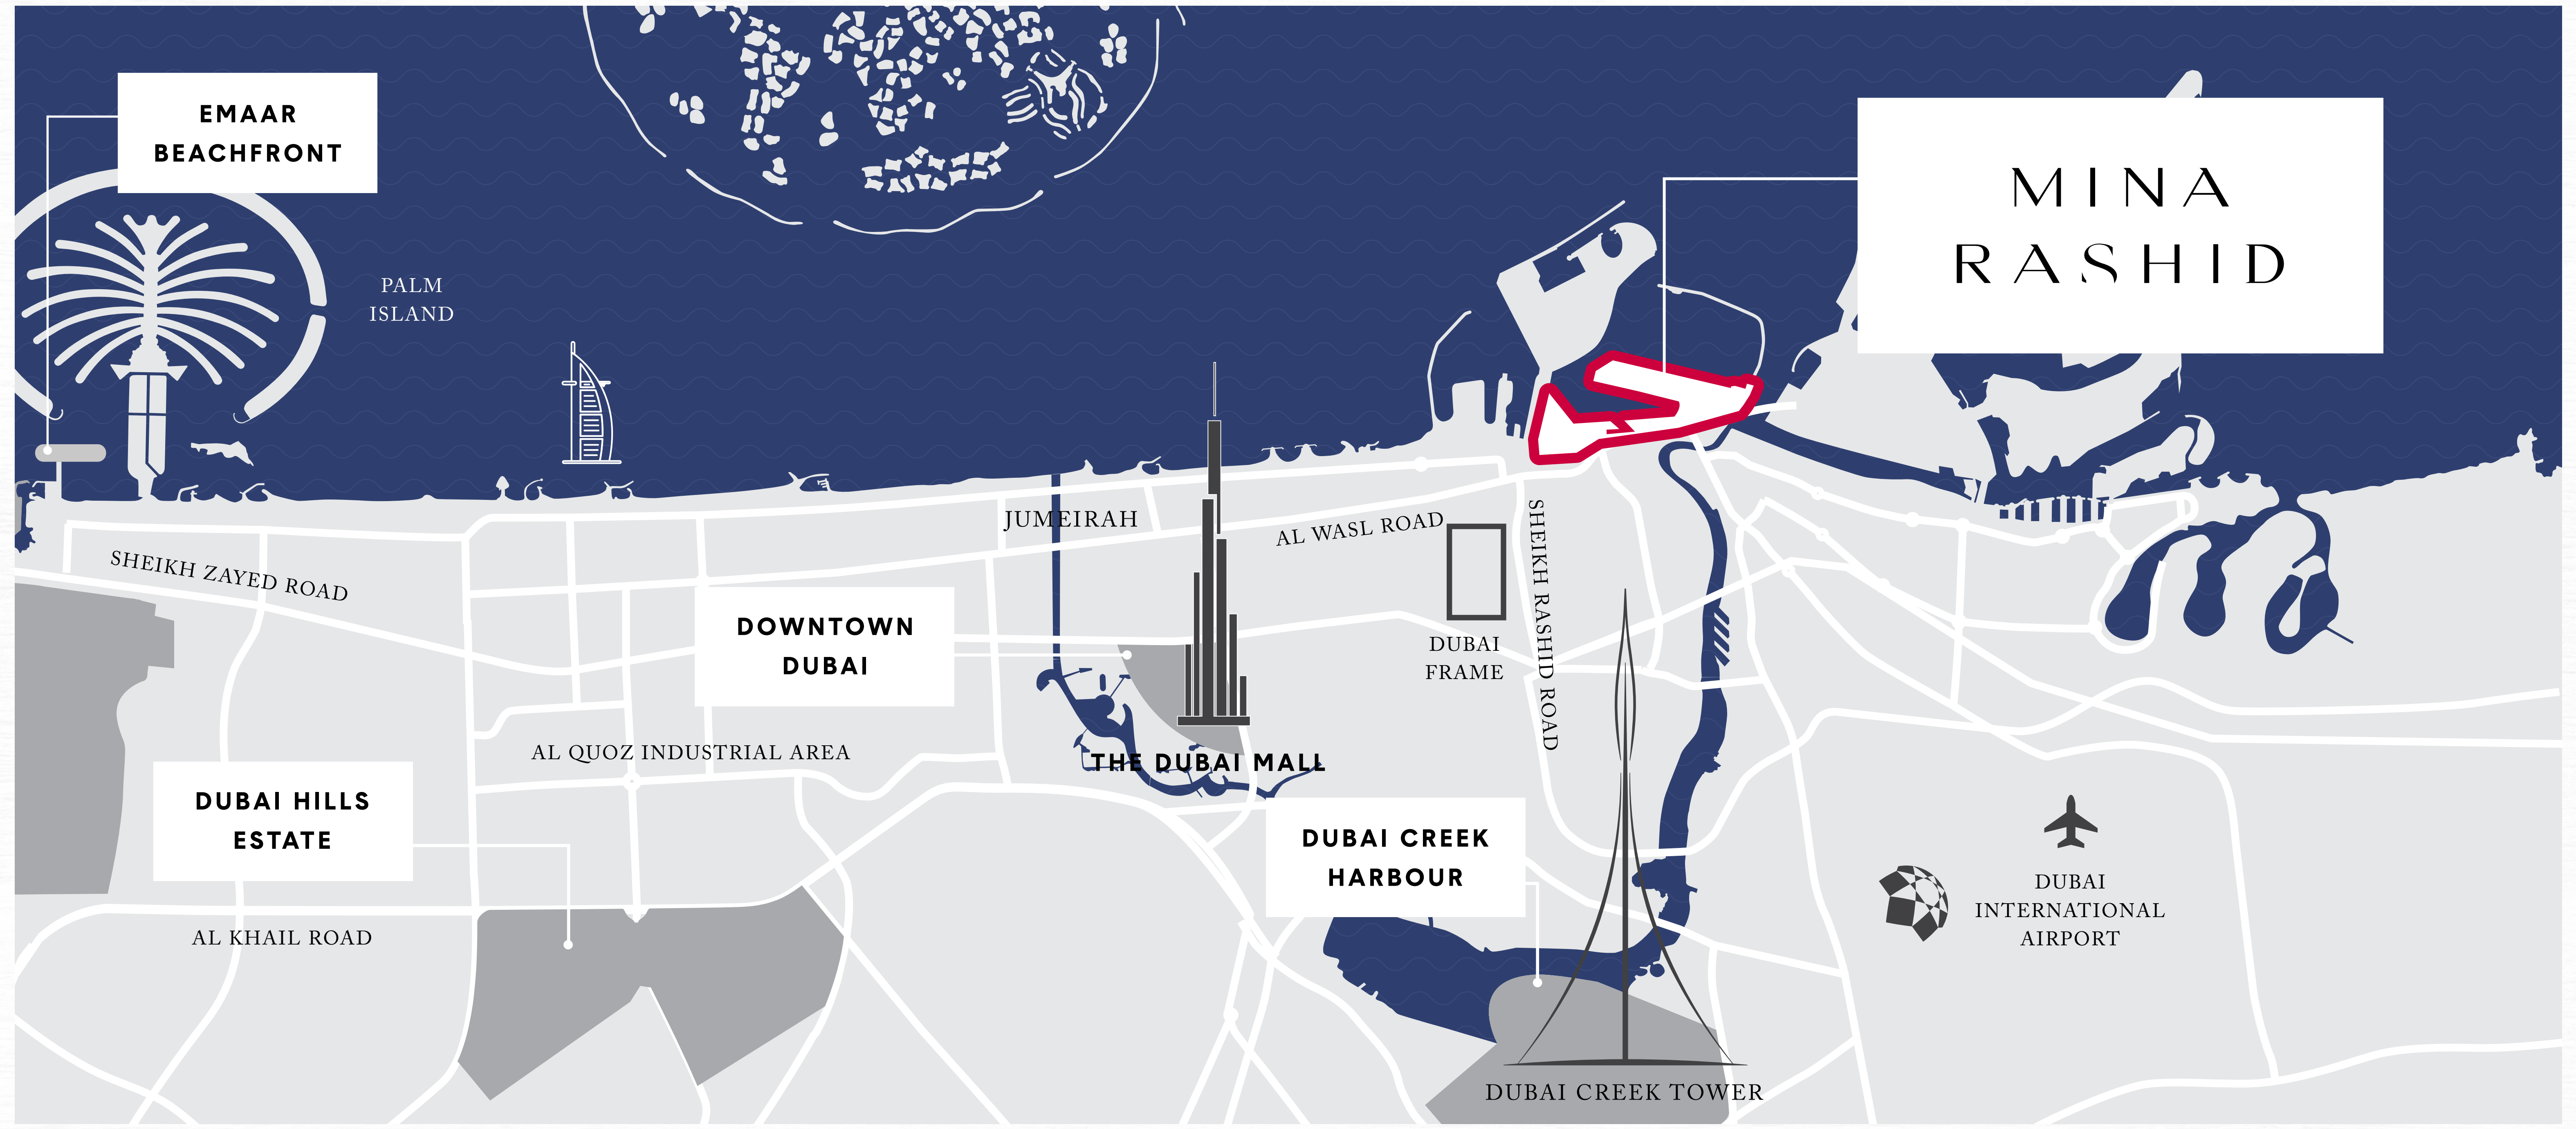 EMAAR
BEACHFRONT
MINA
RASHID
PALM
ISLAND
JUMEIRAH
AL WASL ROAD
SHEIKH RASHID ROAD
SHEIKH ZAYED ROAD
DOWNTOWN
DUBAI
DUBAI
FRAME
AL QUOZ INDUSTRIAL AREA
THE DUBAI MALL
DUBAI HILLS
ESTATE
DUBAI CREEK
HARBOUR
DUBAI
INTERNATIONAL
AIRPORT
AL KHAIL ROAD
DUBAI CREEK TOWER